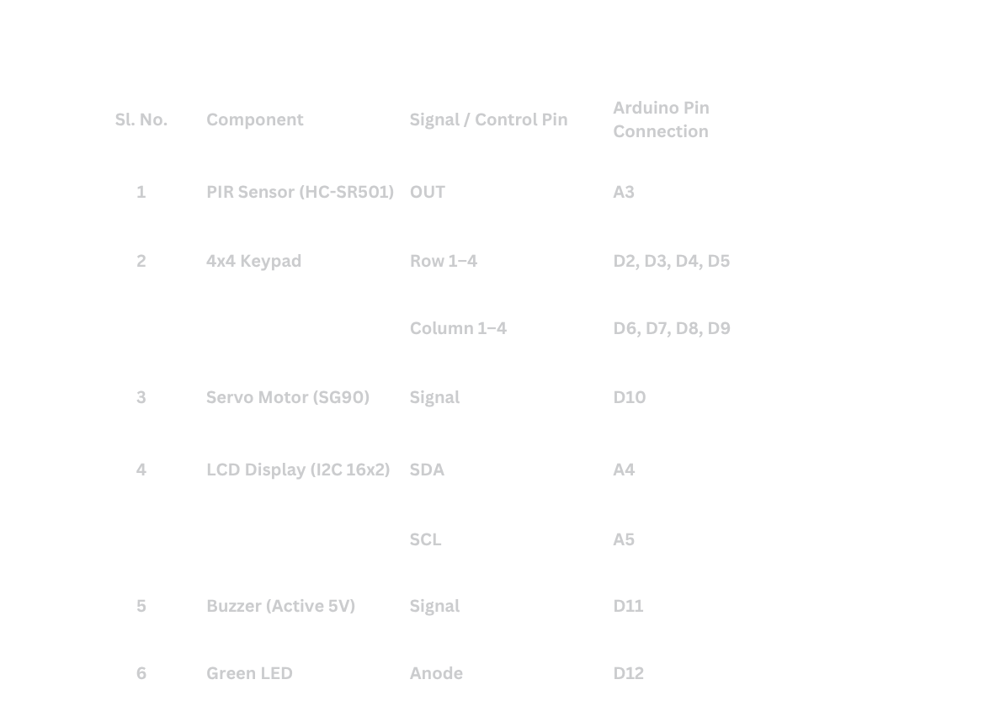 Sl. No. Component Signal / Control Pin Arduino Pin Connection
1 PIR Sensor (HC-SR501) OUT A3
2 4x4 Keypad Row 1–4 D2, D3, D4, D5
Column 1–4 D6, D7, D8, D9
3 Servo Motor (SG90) Signal D10
4 LCD Display (I2C 16x2) SDA A4
SCL A5
5 Buzzer (Active 5V) Signal D11
6 Green LED Anode D12